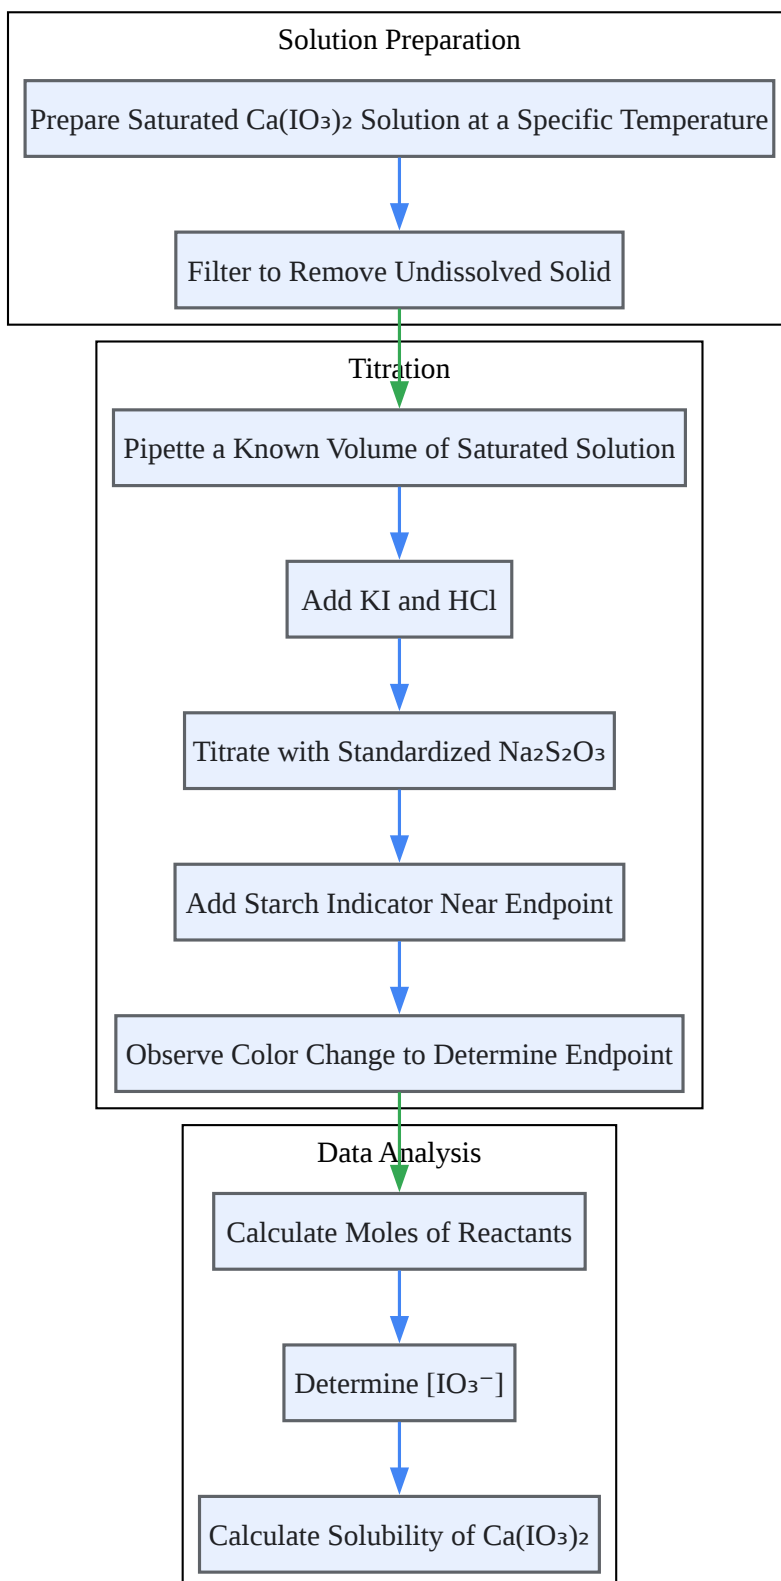 Solution Preparation
Prepare Saturated Ca(IO₃)₂ Solution at a Specific Temperature
Filter to Remove Undissolved Solid
Titration
Pipette a Known Volume of Saturated Solution
Add KI and HCl
Titrate with Standardized Na₂S₂O₃
Add Starch Indicator Near Endpoint
Observe Color Change to Determine Endpoint
Data Analysis
Calculate Moles of Reactants
Determine [IO₃⁻]
Calculate Solubility of Ca(IO₃)₂